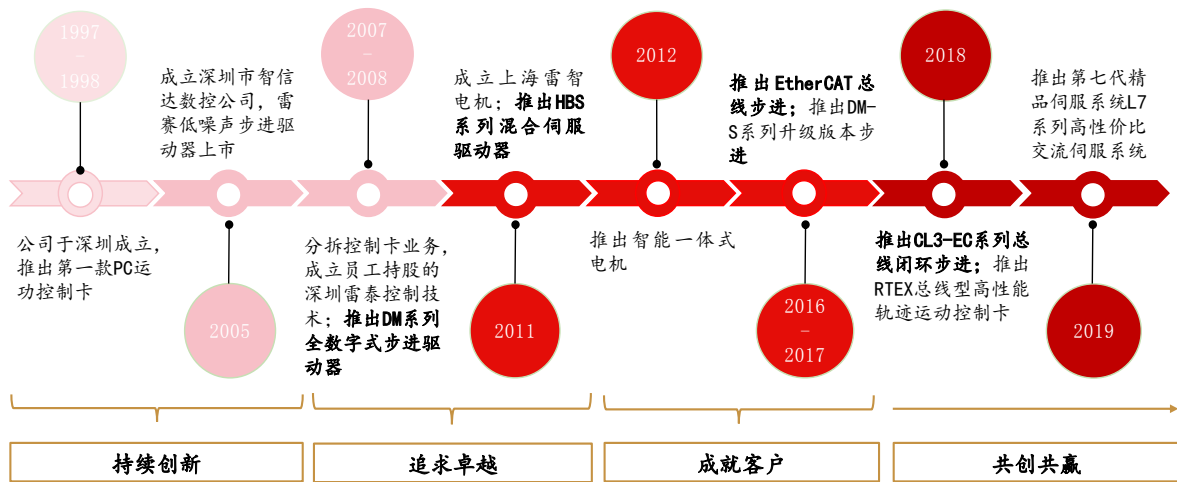 1997
–
1998
公司于深圳成立，
推出第一款PC运
功控制卡
成立深圳市智信
达数控公司，雷
赛低噪声步进驱
动器上市
2005
2007
–
2008
分拆控制卡业务，
成立员工持股的
深圳雷泰控制技
术；推出DM系列
全数字式步进驱
动器
成立上海雷智
电机；推出HBS
系列混合伺服
驱动器
2011
2012
推出智能一体式
电机
推出EtherCAT总
线步进；推出DM-
S系列升级版本步
进
2016
–
2017
2018
推出CL3-EC系列总
线闭环步进；推出
RTEX总线型高性能
轨迹运动控制卡
推出第七代精
品伺服系统L7
系列高性价比
交流伺服系统
2019
持续创新
追求卓越
成就客户
共创共赢